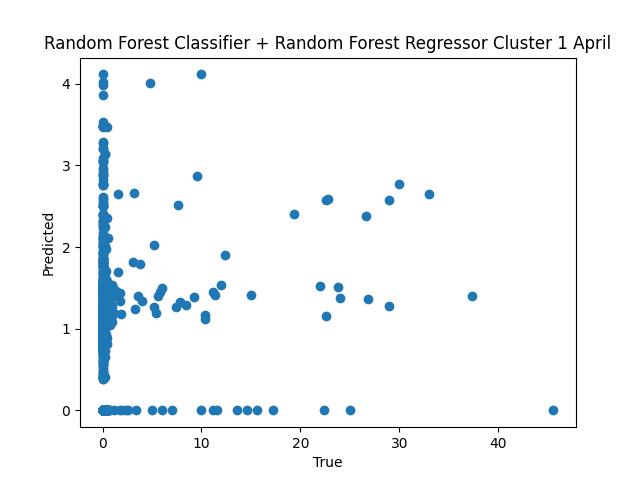 Random Forest Classifier + Random Forest Regressor Cluster 1 April
4
3
2
1
0
Predicted
0 10 20 30 40
True